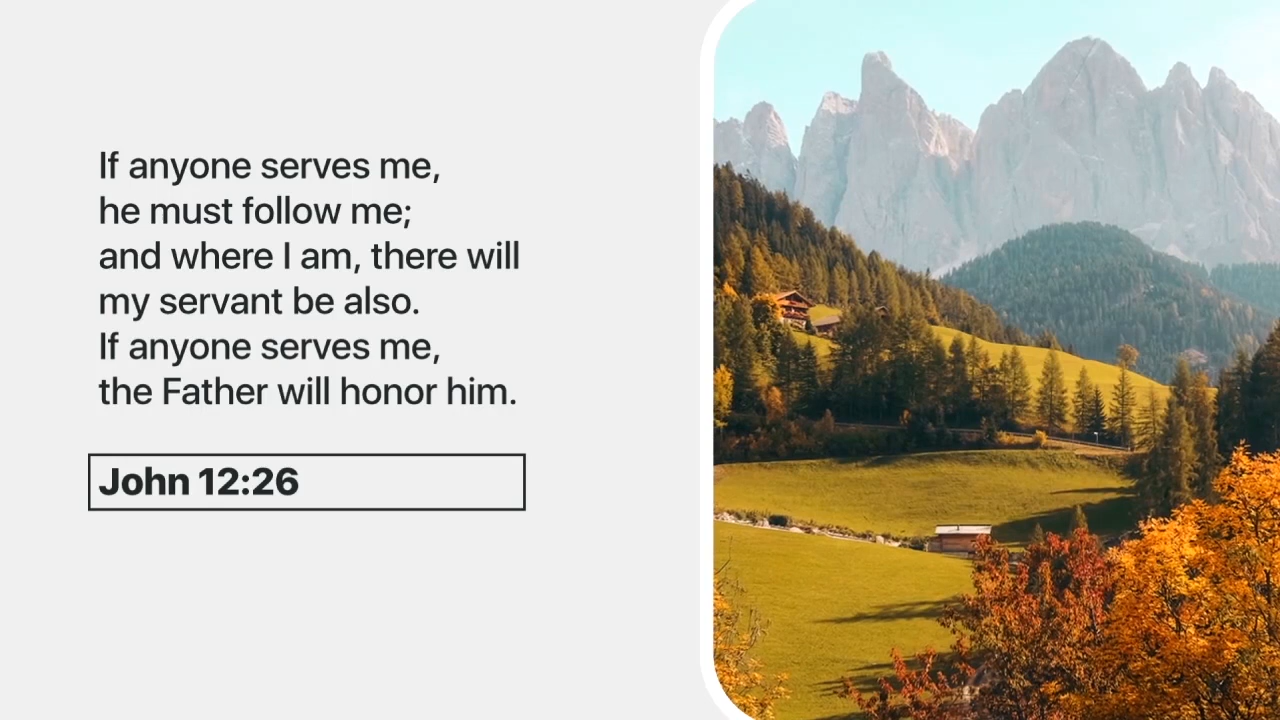 If anyone serves me,
he must follow me;
and where I am, there will
my servant be also.
If anyone serves me,
the Father will honor him.
John 12:26